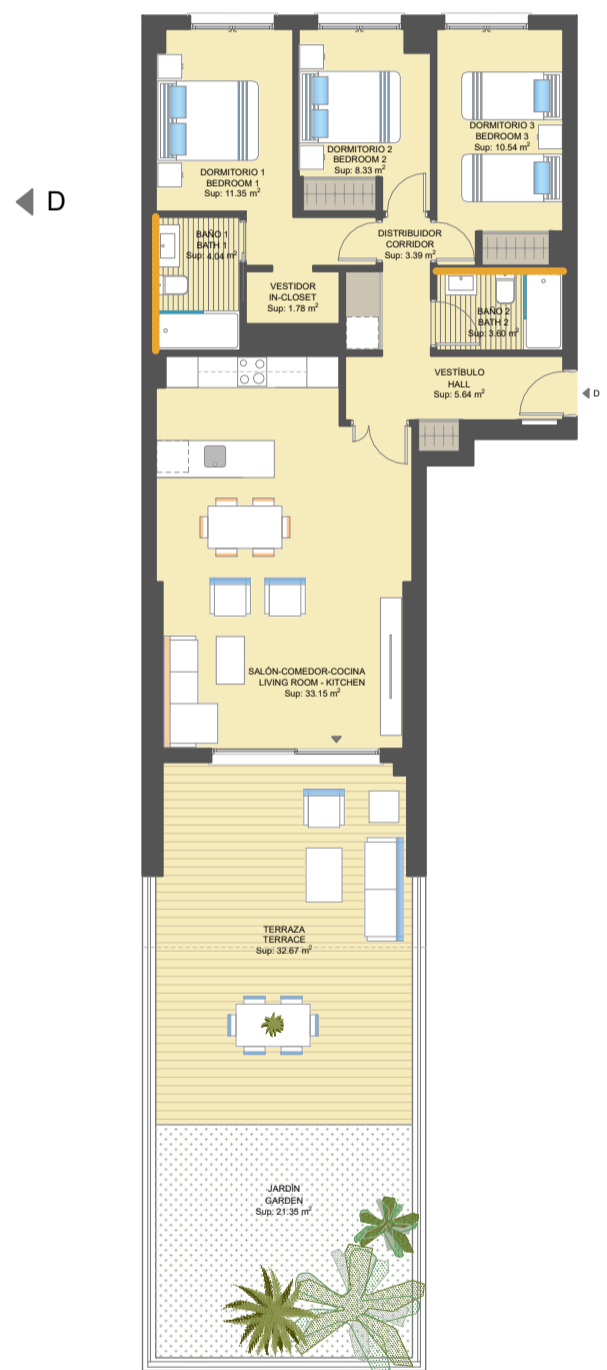 DORMITORIO 1
BEDROOM 1
Sup: 11.35 m²
DORMITORIO 2
BEDROOM 2
Sup: 8.33 m²
DORMITORIO 3
BEDROOM 3
Sup: 10.54 m²
D
BAÑO 1
BATH 1
Sup: 4.04 m²
DISTRIBUIDOR
CORRIDOR
Sup: 3.39 m²
VESTIDOR
IN-CLOSET
Sup: 1.78 m²
BAÑO 2
BATH 2
Sup: 3.60 m²
VESTÍBULO
HALL
Sup: 5.64 m²
D
SALÓN-COMEDOR-COCINA
LIVING ROOM - KITCHEN
Sup: 33.15 m²
TERRAZA
TERRACE
Sup: 32.67 m²
JARDÍN
GARDEN
Sup: 21.35 m²